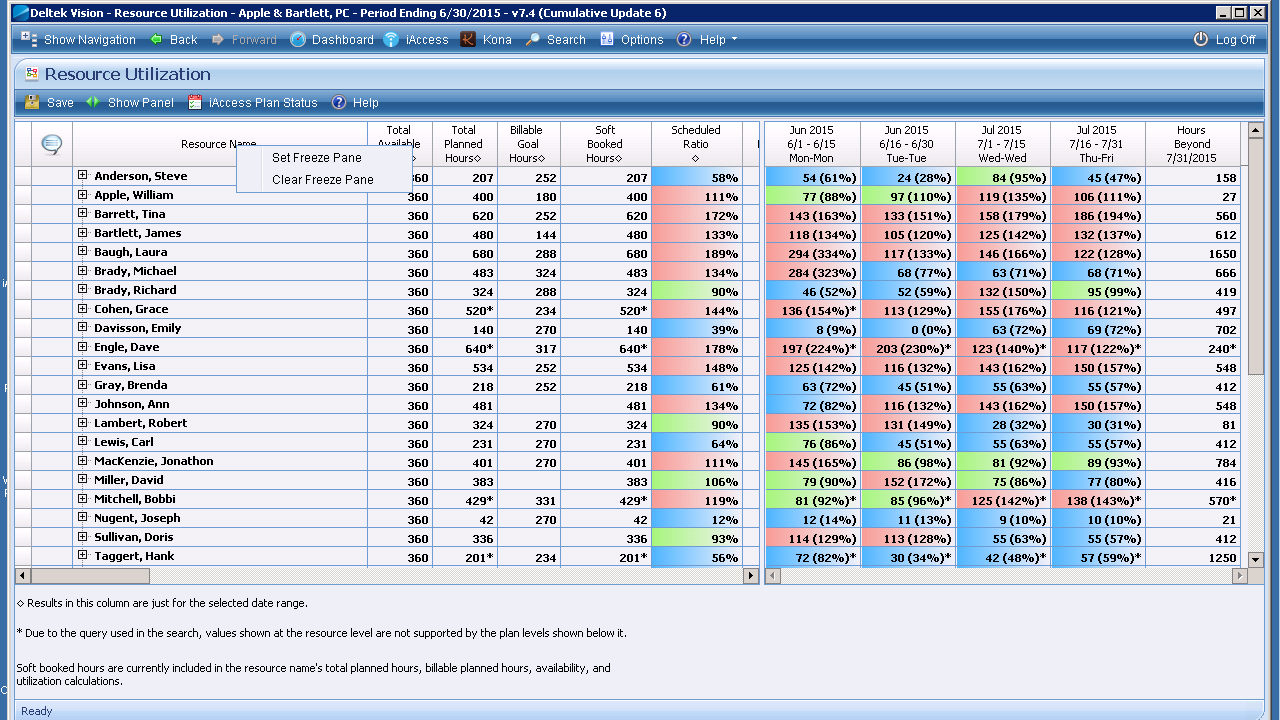 Deltek Vision - Resource Utilization - Apple & Bartlett, PC - Period Ending 6/30/2015 - v7.4 (Cumulative Update 6)
Show Navigation Back Forward Dashboard iAccess Kona Search Options Help Log Off
Resource Utilization
Save Show Panel iAccess Plan Status Help
Total Total Billable Soft Scheduled Jun 2015 Jun 2015 Jul 2015 Jul 2015 Hours
Resource Name Available Planned Goal Booked Ratio 6/1 - 6/15 6/16 - 6/30 7/1 - 7/15 7/16 - 7/31 Beyond
Hours◇ Hours◇ Hours◇ ◇ Mon-Mon Tue-Tue Wed-Wed Thu-Fri 7/31/2015
Set Freeze Pane
Clear Freeze Pane
Anderson, Steve 360 207 252 207 58% 54 (61%) 24 (28%) 84 (95%) 45 (47%) 158
Apple, William 360 400 180 400 111% 77 (88%) 97 (110%) 119 (135%) 106 (111%) 27
Barrett, Tina 360 620 252 620 172% 143 (163%) 133 (151%) 158 (179%) 186 (194%) 560
Bartlett, James 360 480 144 480 133% 118 (134%) 105 (120%) 125 (142%) 132 (137%) 612
Baugh, Laura 360 680 288 680 189% 294 (334%) 117 (133%) 146 (166%) 122 (128%) 1650
Brady, Michael 360 483 324 483 134% 284 (323%) 68 (77%) 63 (71%) 68 (71%) 666
Brady, Richard 360 324 288 324 90% 46 (52%) 52 (59%) 132 (150%) 95 (99%) 419
Cohen, Grace 360 520* 234 520* 144% 136 (154%)* 113 (129%) 155 (176%) 116 (121%) 497
Davisson, Emily 360 140 270 140 39% 8 (9%) 0 (0%) 63 (72%) 69 (72%) 702
Engle, Dave 360 640* 317 640* 178% 197 (224%)* 203 (230%)* 123 (140%)* 117 (122%)* 240*
Evans, Lisa 360 534 252 534 148% 125 (142%) 116 (132%) 143 (162%) 150 (157%) 548
Gray, Brenda 360 218 252 218 61% 63 (72%) 45 (51%) 55 (63%) 55 (57%) 412
Johnson, Ann 360 481 481 134% 72 (82%) 116 (132%) 143 (162%) 150 (157%) 548
Lambert, Robert 360 324 270 324 90% 135 (153%) 131 (149%) 28 (32%) 30 (31%) 81
Lewis, Carl 360 231 270 231 64% 76 (86%) 45 (51%) 55 (63%) 55 (57%) 412
MacKenzie, Jonathon 360 401 270 401 111% 145 (165%) 86 (98%) 81 (92%) 89 (93%) 784
Miller, David 360 383 383 106% 79 (90%) 152 (172%) 75 (86%) 77 (80%) 416
Mitchell, Bobbi 360 429* 331 429* 119% 81 (92%)* 85 (96%)* 125 (142%)* 138 (143%)* 570*
Nugent, Joseph 360 42 270 42 12% 12 (14%) 11 (13%) 9 (10%) 10 (10%) 21
Sullivan, Doris 360 336 336 93% 114 (129%) 113 (128%) 55 (63%) 55 (57%) 412
Taggert, Hank 360 201* 234 201* 56% 72 (82%)* 30 (34%)* 42 (48%)* 57 (59%)* 1250
◇ Results in this column are just for the selected date range.
* Due to the query used in the search, values shown at the resource level are not supported by the plan levels shown below it.
Soft booked hours are currently included in the resource name's total planned hours, billable planned hours, availability, and
utilization calculations.
Ready